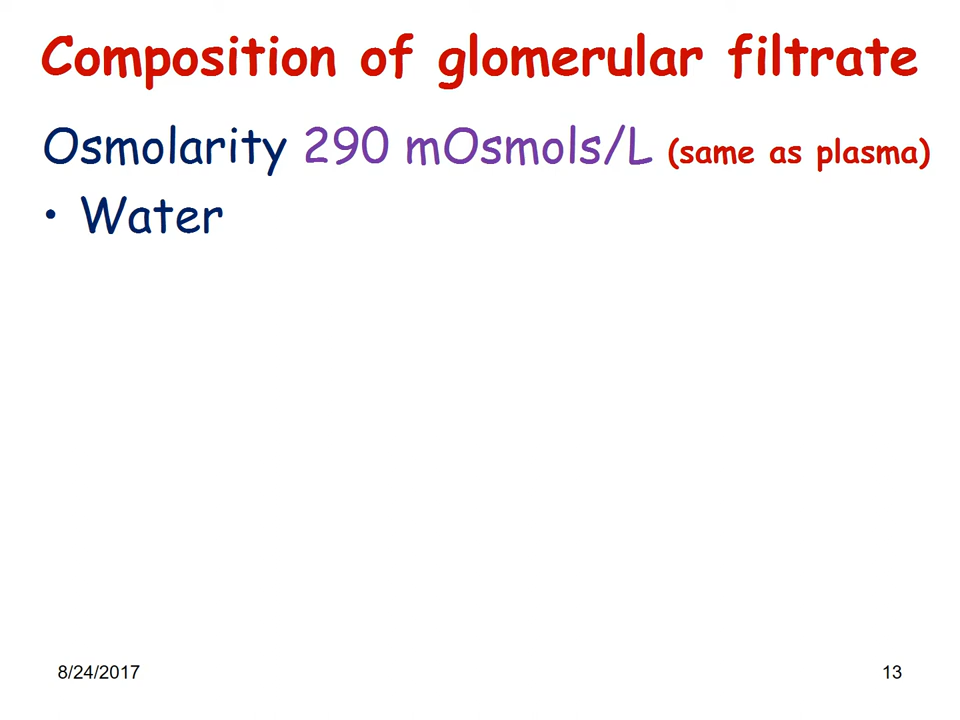 Composition of glomerular filtrate
Osmolarity 290 mOsmols/L (same as plasma)
• Water
8/24/2017 13